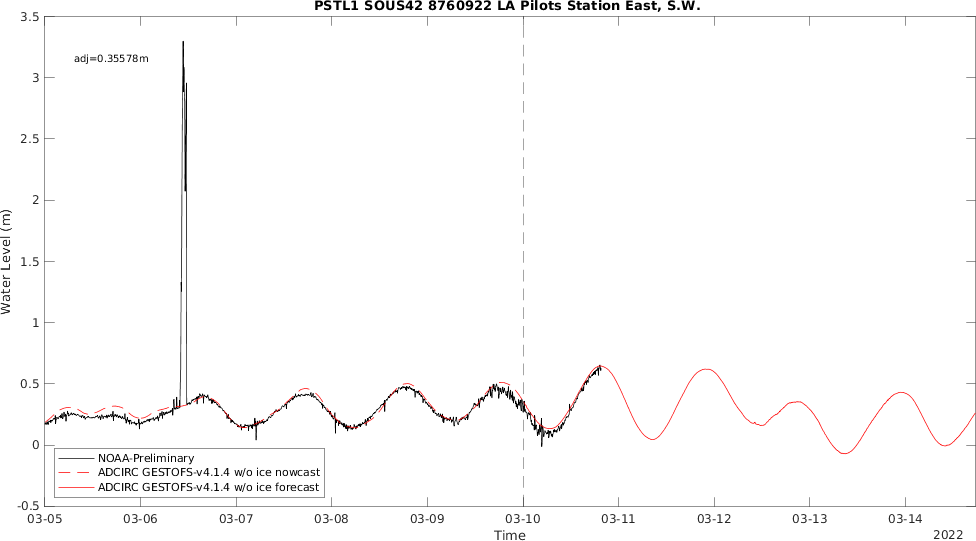 PSTL1 SOUS42 8760922 LA Pilots Station East, S.W.
3.5
adj=0.35578m
3
2.5
2
1.5
1
0.5
0
-0.5
Water Level (m)
NOAA-Preliminary
ADCIRC GESTOFS-v4.1.4 w/o ice nowcast
ADCIRC GESTOFS-v4.1.4 w/o ice forecast
03-05 03-06 03-07 03-08 03-09 03-10 03-11 03-12 03-13 03-14
Time
2022